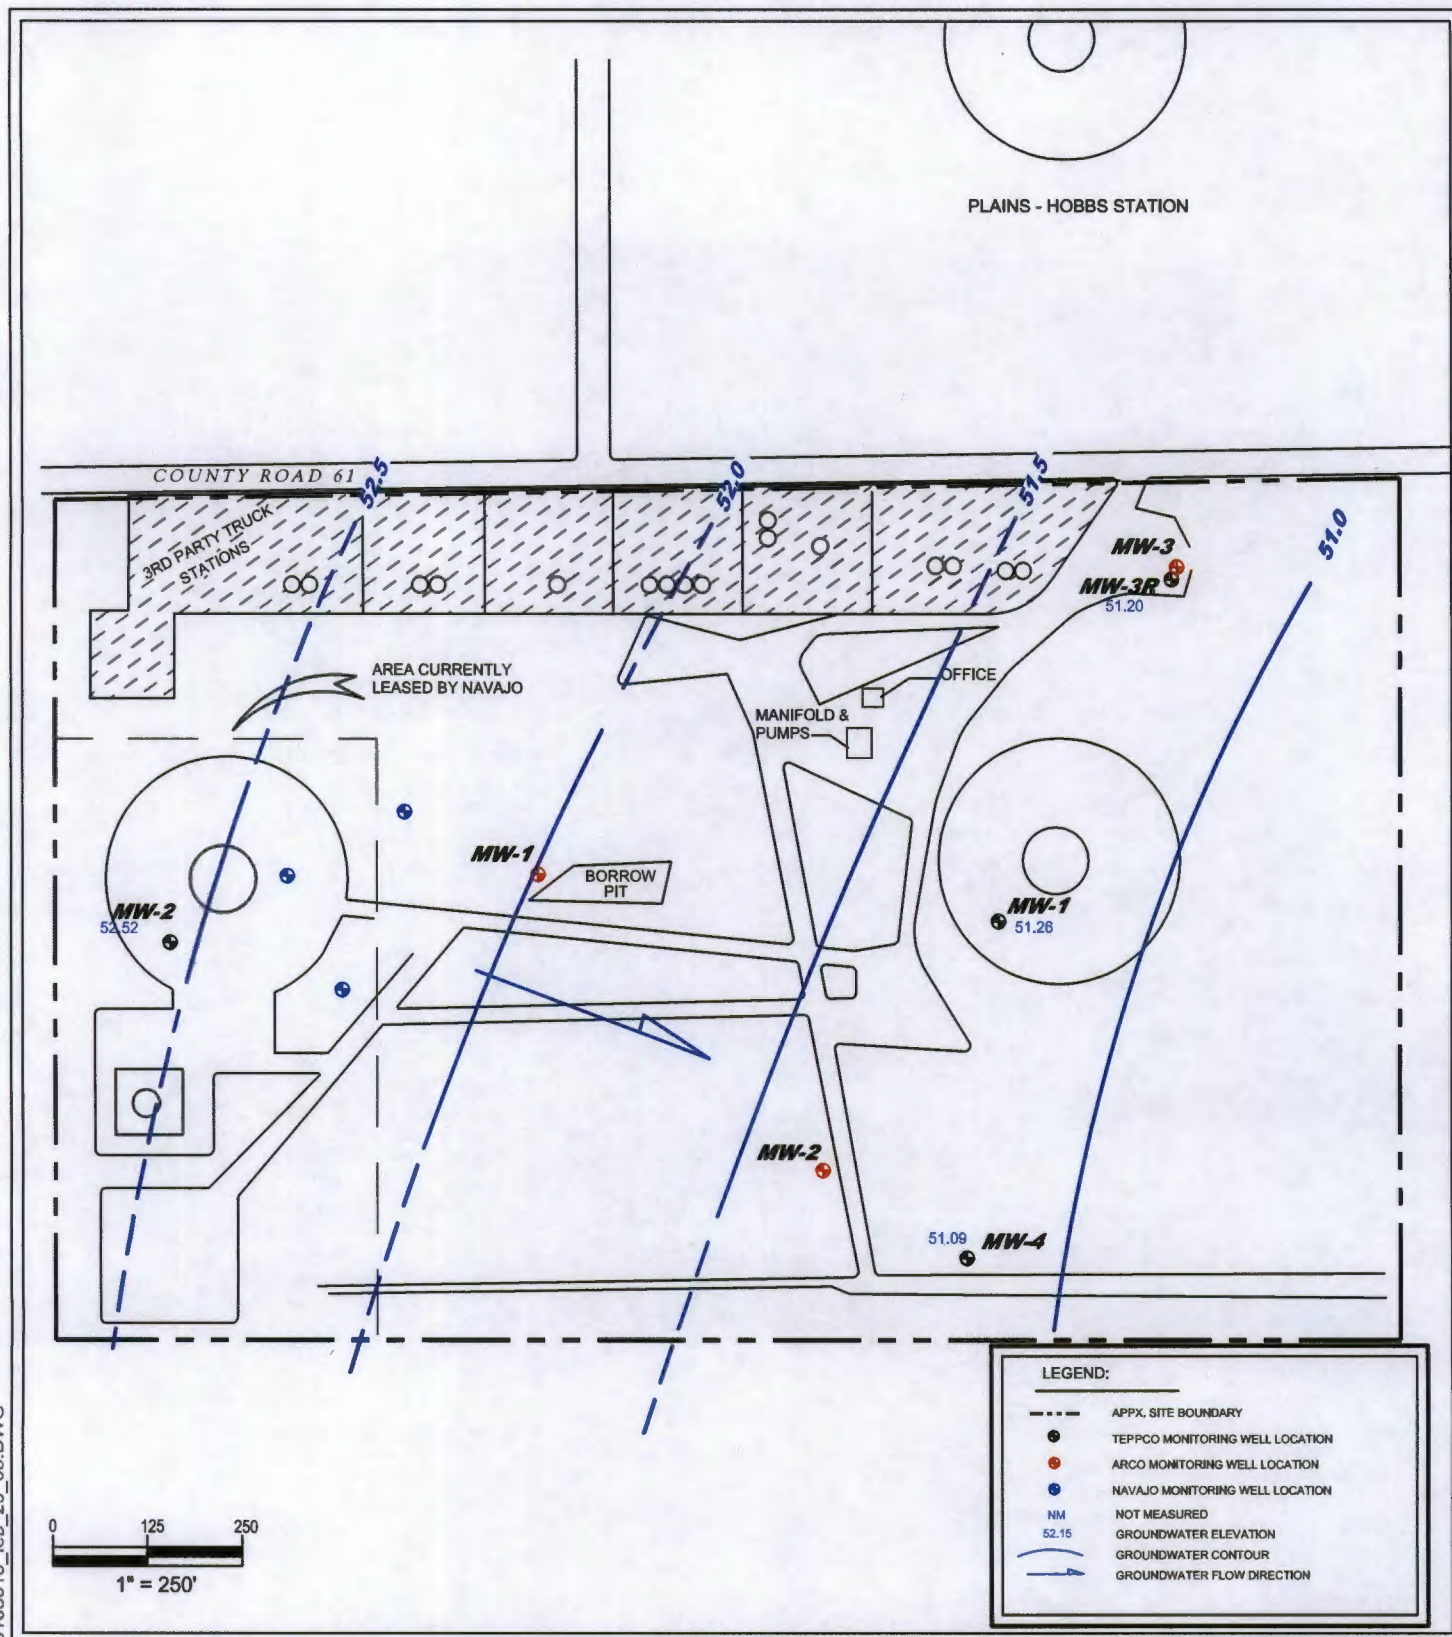 PLAINS - HOBBS STATION
COUNTY ROAD 61
52.5
52.0
51.5
51.0
3RD PARTY TRUCK
STATIONS
MW-3
MW-3R
51.20
AREA CURRENTLY
LEASED BY NAVAJO
OFFICE
MANIFOLD &
PUMPS
MW-1
BORROW
PIT
MW-2
52.52
MW-1
51.26
MW-2
51.09
MW-4
LEGEND:
APPX. SITE BOUNDARY
TEPPCO MONITORING WELL LOCATION
ARCO MONITORING WELL LOCATION
NAVAJO MONITORING WELL LOCATION
NM NOT MEASURED
52.15 GROUNDWATER ELEVATION
GROUNDWATER CONTOUR
GROUNDWATER FLOW DIRECTION
0 125 250
1" = 250'